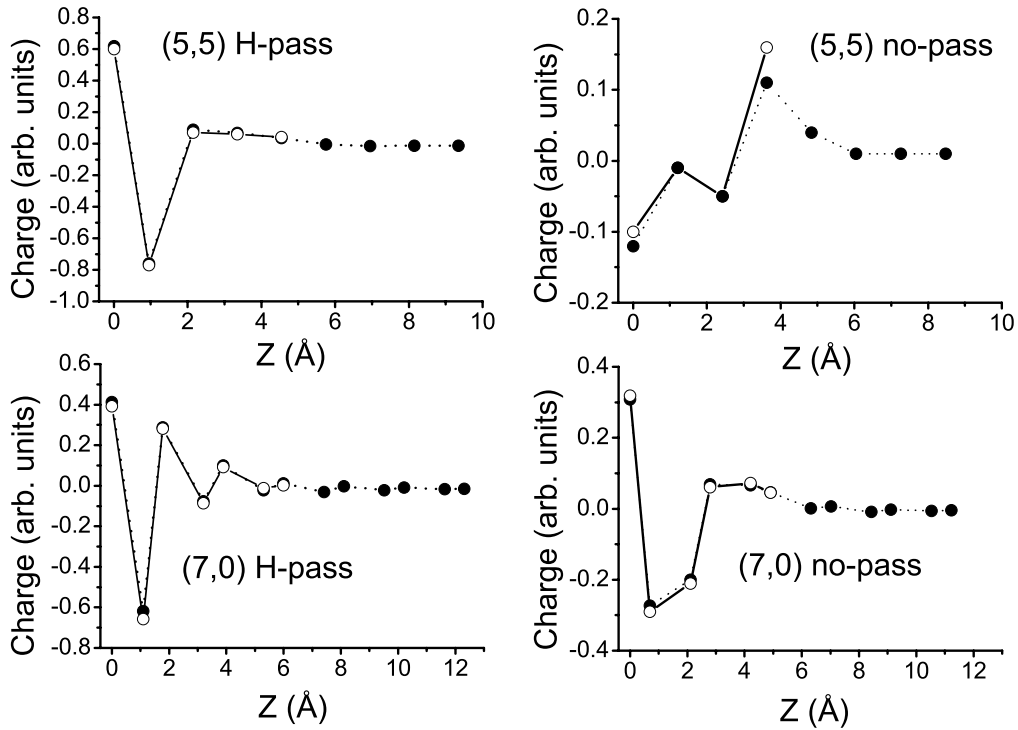 (5,5) H-pass
Charge (arb. units)
0.8
0.6
0.4
0.2
0.0
-0.2
-0.4
-0.6
-0.8
-1.0
0 2 4 6 8 10
Z (Å)
(5,5) no-pass
Charge (arb. units)
0.2
0.1
0.0
-0.1
-0.2
0 2 4 6 8 10
Z (Å)
(7,0) H-pass
Charge (arb. units)
0.6
0.4
0.2
0.0
-0.2
-0.4
-0.6
-0.8
0 2 4 6 8 10 12
Z (Å)
(7,0) no-pass
Charge (arb. units)
0.4
0.2
0.0
-0.2
-0.4
0 2 4 6 8 10 12
Z (Å)